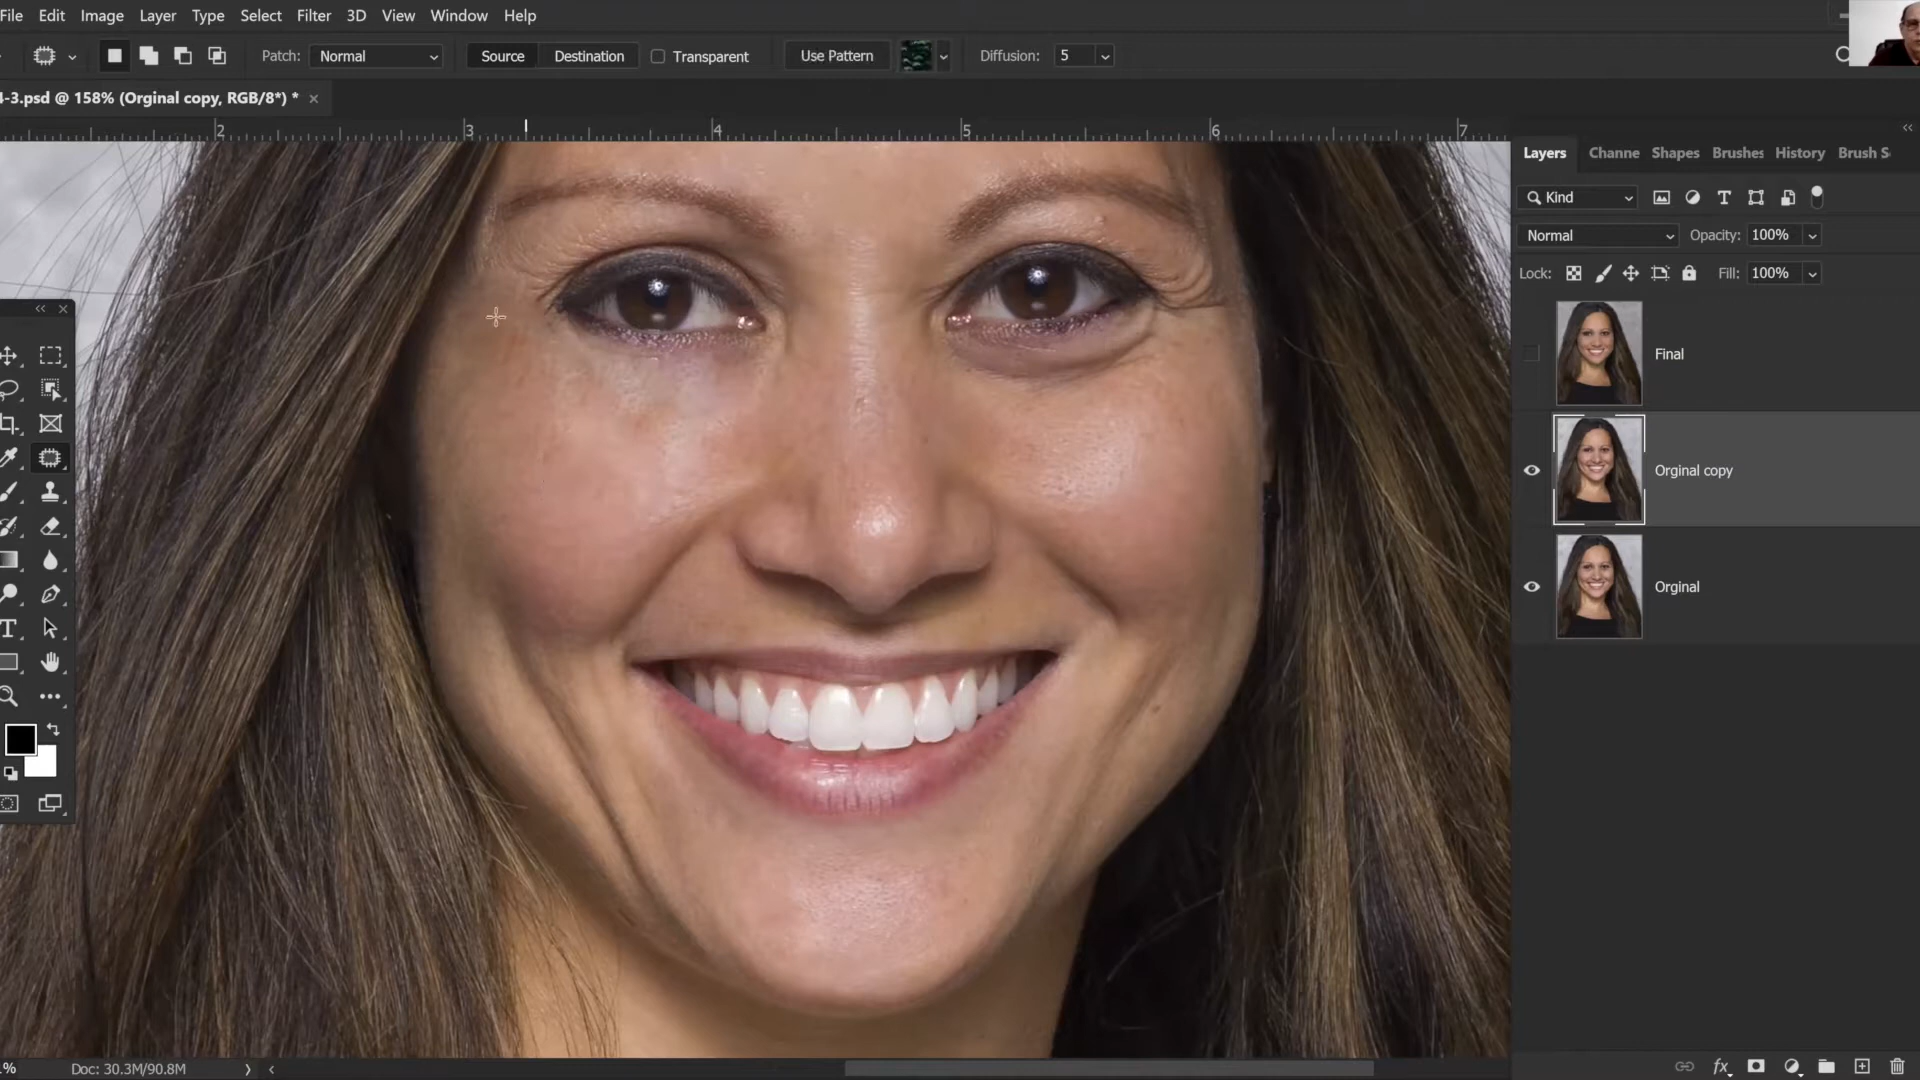 File Edit Image Layer Type Select Filter 3D View Window Help
Patch: Normal Source Destination Transparent Use Pattern Diffusion: 5
4-3.psd @ 158% (Orginal copy, RGB/8*) * ×
2 3 4 5 6 7
Layers Channe Shapes Brushes History Brush S
Kind
Normal Opacity: 100%
Lock: Fill: 100%
Final
Orginal copy
Orginal
Doc: 30.3M/90.8M